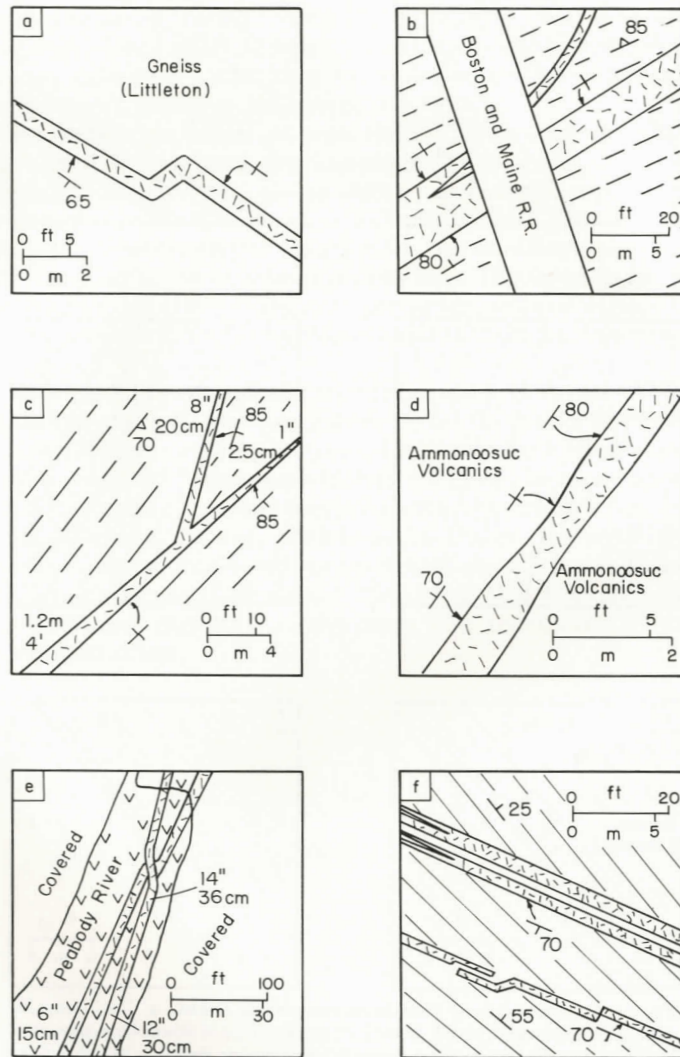 a
Gneiss
(Littleton)
65
0 ft 5
0 m 2
b
85
Boston and Maine R.R.
80
0 ft 20
0 m 5
c
8"
20cm
70
85
1"
2.5cm
85
1.2m
4'
0 ft 10
0 m 4
d
80
Ammonoosuc
Volcanics
70
Ammonoosuc
Volcanics
0 ft 5
0 m 2
e
Covered
Peabody River
14"
36cm
Covered
0 ft 100
0 m 30
6"
15cm
12"
30cm
f
25
0 ft 20
0 m 5
70
55
70